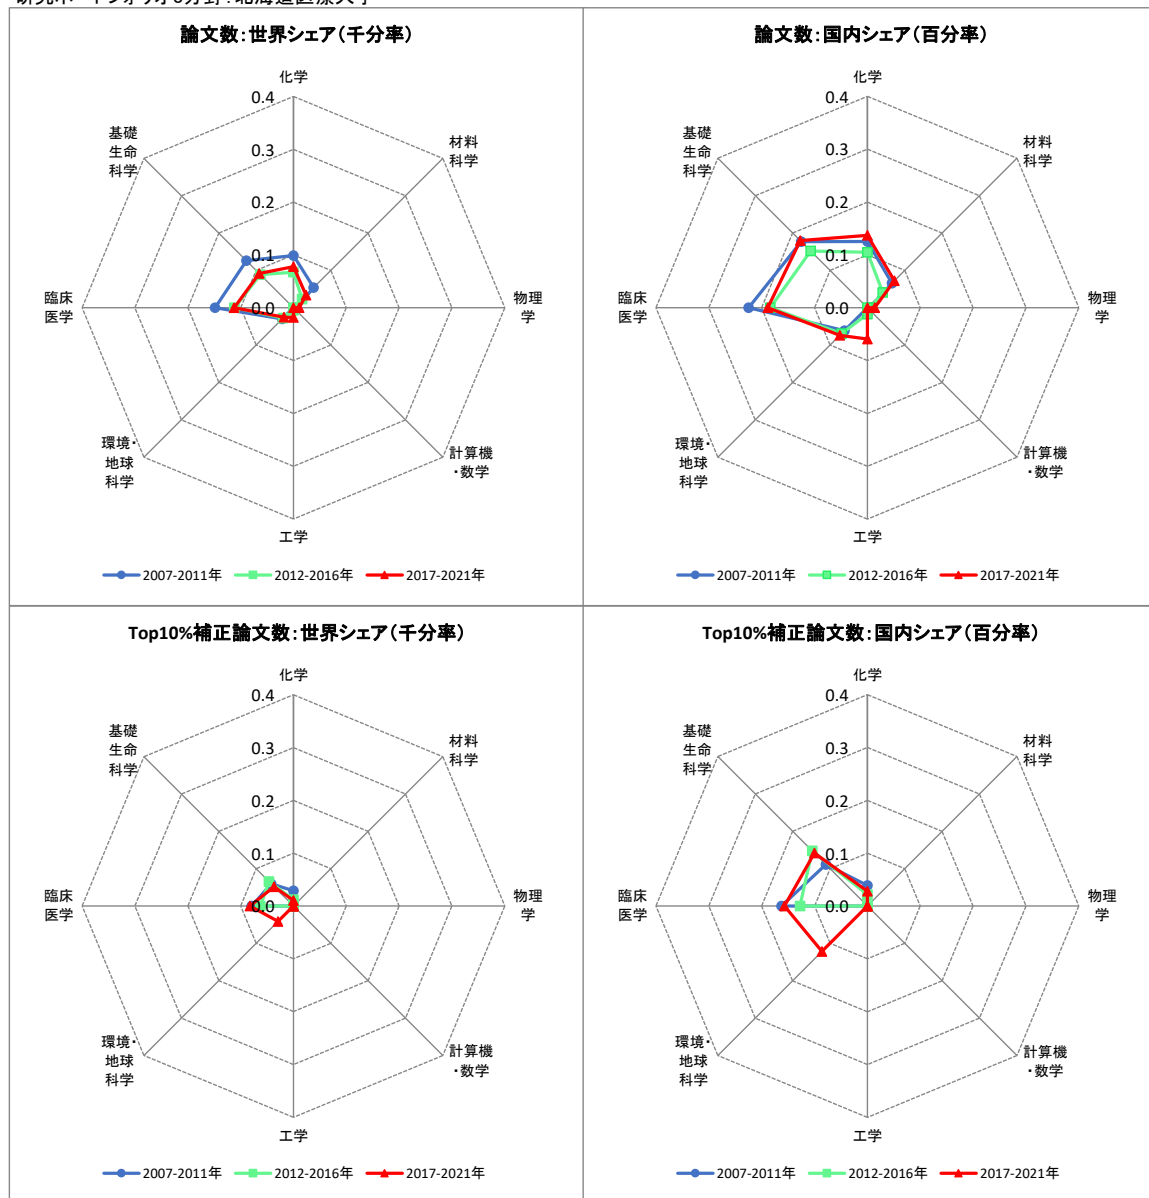 論文数:世界シェア(千分率)
化学
0.4
0.3
0.2
0.1
0.0
材料
科学
物理
学
計算機
・数学
工学
環境・
地球
科学
臨床
医学
基礎
生命
科学
2007-2011年
2012-2016年
2017-2021年
論文数:国内シェア(百分率)
化学
0.4
0.3
0.2
0.1
0.0
材料
科学
物理
学
計算機
・数学
工学
環境・
地球
科学
臨床
医学
基礎
生命
科学
2007-2011年
2012-2016年
2017-2021年
Top10%補正論文数:世界シェア(千分率)
化学
0.4
0.3
0.2
0.1
0.0
材料
科学
物理
学
計算機
・数学
工学
環境・
地球
科学
臨床
医学
基礎
生命
科学
2007-2011年
2012-2016年
2017-2021年
Top10%補正論文数:国内シェア(百分率)
化学
0.4
0.3
0.2
0.1
0.0
材料
科学
物理
学
計算機
・数学
工学
環境・
地球
科学
臨床
医学
基礎
生命
科学
2007-2011年
2012-2016年
2017-2021年